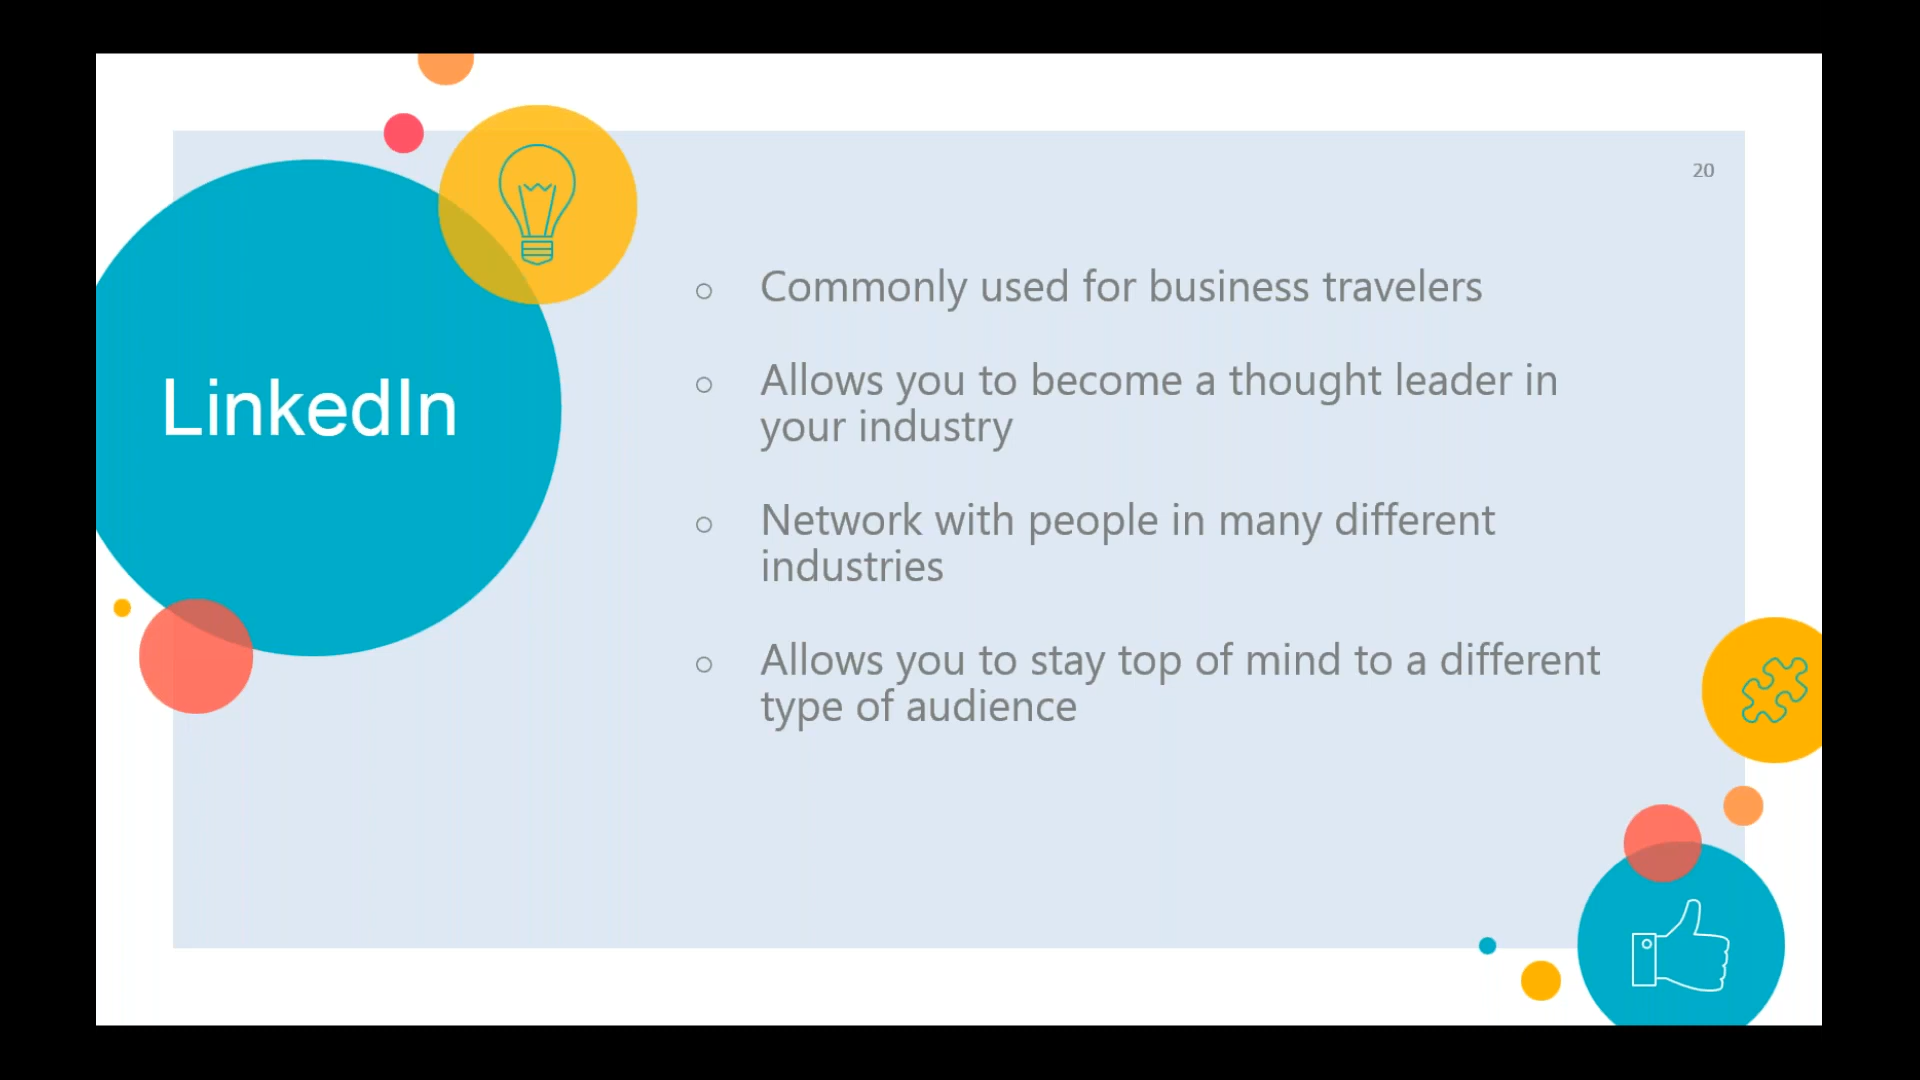 20
LinkedIn
○ Commonly used for business travelers
○ Allows you to become a thought leader in
your industry
○ Network with people in many different
industries
○ Allows you to stay top of mind to a different
type of audience